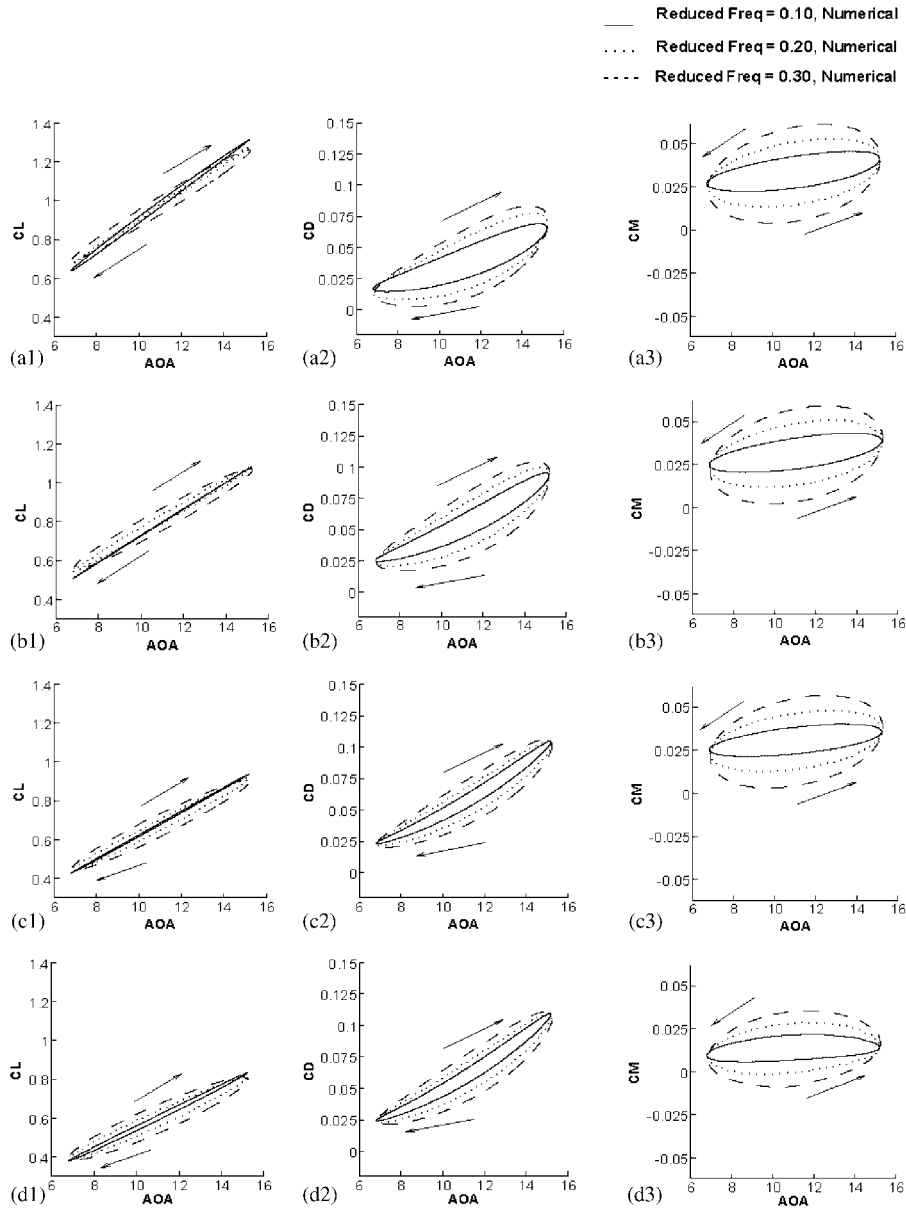 Reduced Freq = 0.10, Numerical
Reduced Freq = 0.20, Numerical
Reduced Freq = 0.30, Numerical
1.4
1.2
1
0.8
0.6
0.4
CL
6 8 10 12 14 16
AOA
(a1)
0.15
0.125
0.1
0.075
0.05
0.025
0
CD
6 8 10 12 14 16
AOA
(a2)
0.05
0.025
0
-0.025
-0.05
CM
6 8 10 12 14 16
AOA
(a3)
1.4
1.2
1
0.8
0.6
0.4
CL
6 8 10 12 14 16
AOA
(b1)
0.15
0.125
0.1
0.075
0.05
0.025
0
CD
6 8 10 12 14 16
AOA
(b2)
0.05
0.025
0
-0.025
-0.05
CM
6 8 10 12 14 16
AOA
(b3)
1.4
1.2
1
0.8
0.6
0.4
CL
6 8 10 12 14 16
AOA
(c1)
0.15
0.125
0.1
0.075
0.05
0.025
0
CD
6 8 10 12 14 16
AOA
(c2)
0.05
0.025
0
-0.025
-0.05
CM
6 8 10 12 14 16
AOA
(c3)
1.4
1.2
1
0.8
0.6
0.4
CL
6 8 10 12 14 16
AOA
(d1)
0.15
0.125
0.1
0.075
0.05
0.025
0
CD
6 8 10 12 14 16
AOA
(d2)
0.05
0.025
0
-0.025
-0.05
CM
6 8 10 12 14 16
AOA
(d3)